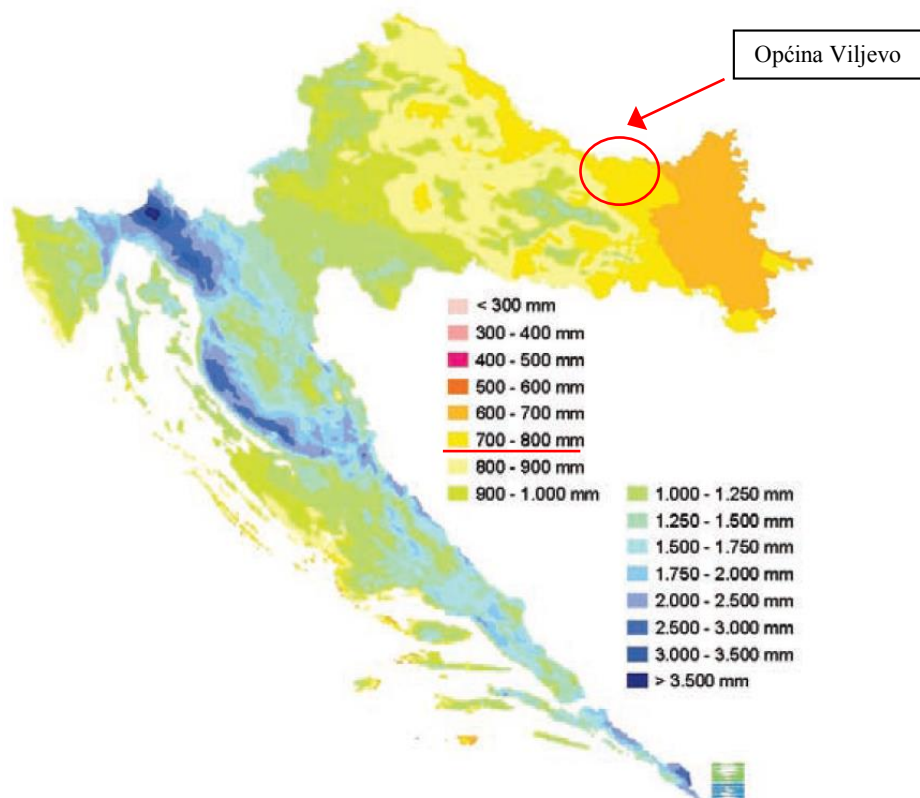 Općina Viljevo
< 300 mm
300 - 400 mm
400 - 500 mm
500 - 600 mm
600 - 700 mm
700 - 800 mm
800 - 900 mm
900 - 1.000 mm
1.000 - 1.250 mm
1.250 - 1.500 mm
1.500 - 1.750 mm
1.750 - 2.000 mm
2.000 - 2.500 mm
2.500 - 3.000 mm
3.000 - 3.500 mm
> 3.500 mm